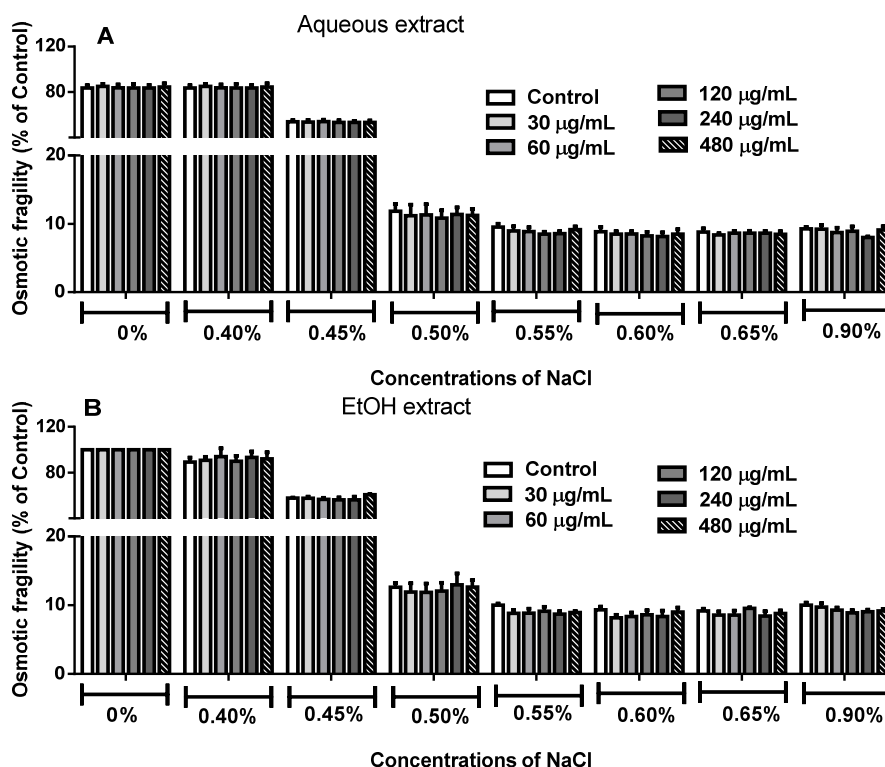 A
Aqueous extract
Osmotic fragility (% of Control)
120
80
20
10
0
Control
30 µg/mL
60 µg/mL
120 µg/mL
240 µg/mL
480 µg/mL
0% 0.40% 0.45% 0.50% 0.55% 0.60% 0.65% 0.90%
Concentrations of NaCl
B
EtOH extract
Osmotic fragility (% of Control)
120
80
20
10
0
Control
30 µg/mL
60 µg/mL
120 µg/mL
240 µg/mL
480 µg/mL
0% 0.40% 0.45% 0.50% 0.55% 0.60% 0.65% 0.90%
Concentrations of NaCl